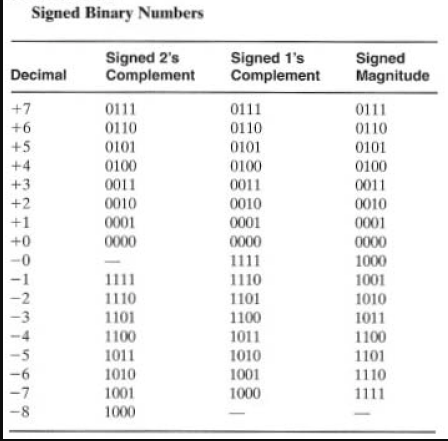 Signed Binary Numbers
Signed 2's Signed 1's Signed
Decimal Complement Complement Magnitude
+7 0111 0111 0111
+6 0110 0110 0110
+5 0101 0101 0101
+4 0100 0100 0100
+3 0011 0011 0011
+2 0010 0010 0010
+1 0001 0001 0001
+0 0000 0000 0000
−0 — 1111 1000
−1 1111 1110 1001
−2 1110 1101 1010
−3 1101 1100 1011
−4 1100 1011 1100
−5 1011 1010 1101
−6 1010 1001 1110
−7 1001 1000 1111
−8 1000 — —